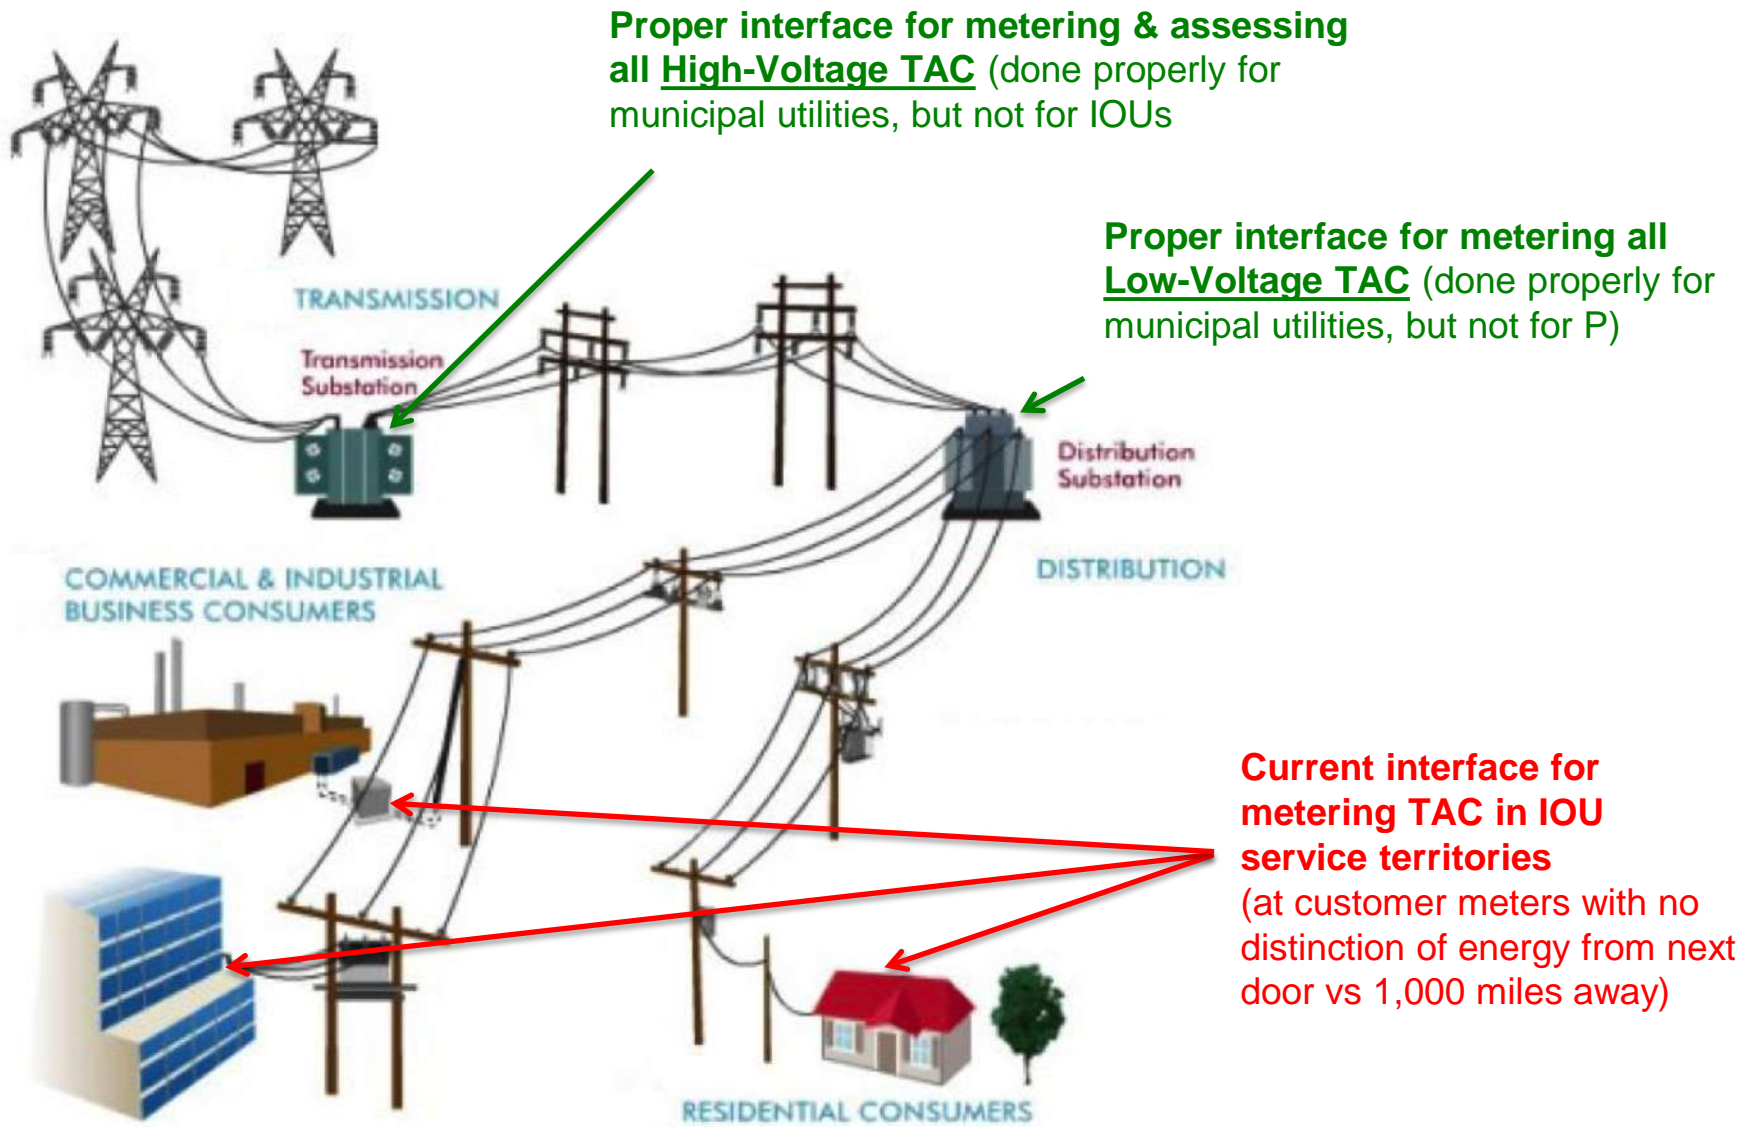 Proper interface for metering & assessing
all High-Voltage TAC (done properly for
municipal utilities, but not for IOUs
Proper interface for metering all
Low-Voltage TAC (done properly for
municipal utilities, but not for P)
TRANSMISSION
Transmission
Substation
Distribution
Substation
DISTRIBUTION
COMMERCIAL & INDUSTRIAL
BUSINESS CONSUMERS
Current interface for
metering TAC in IOU
service territories
(at customer meters with no
distinction of energy from next
door vs 1,000 miles away)
RESIDENTIAL CONSUMERS